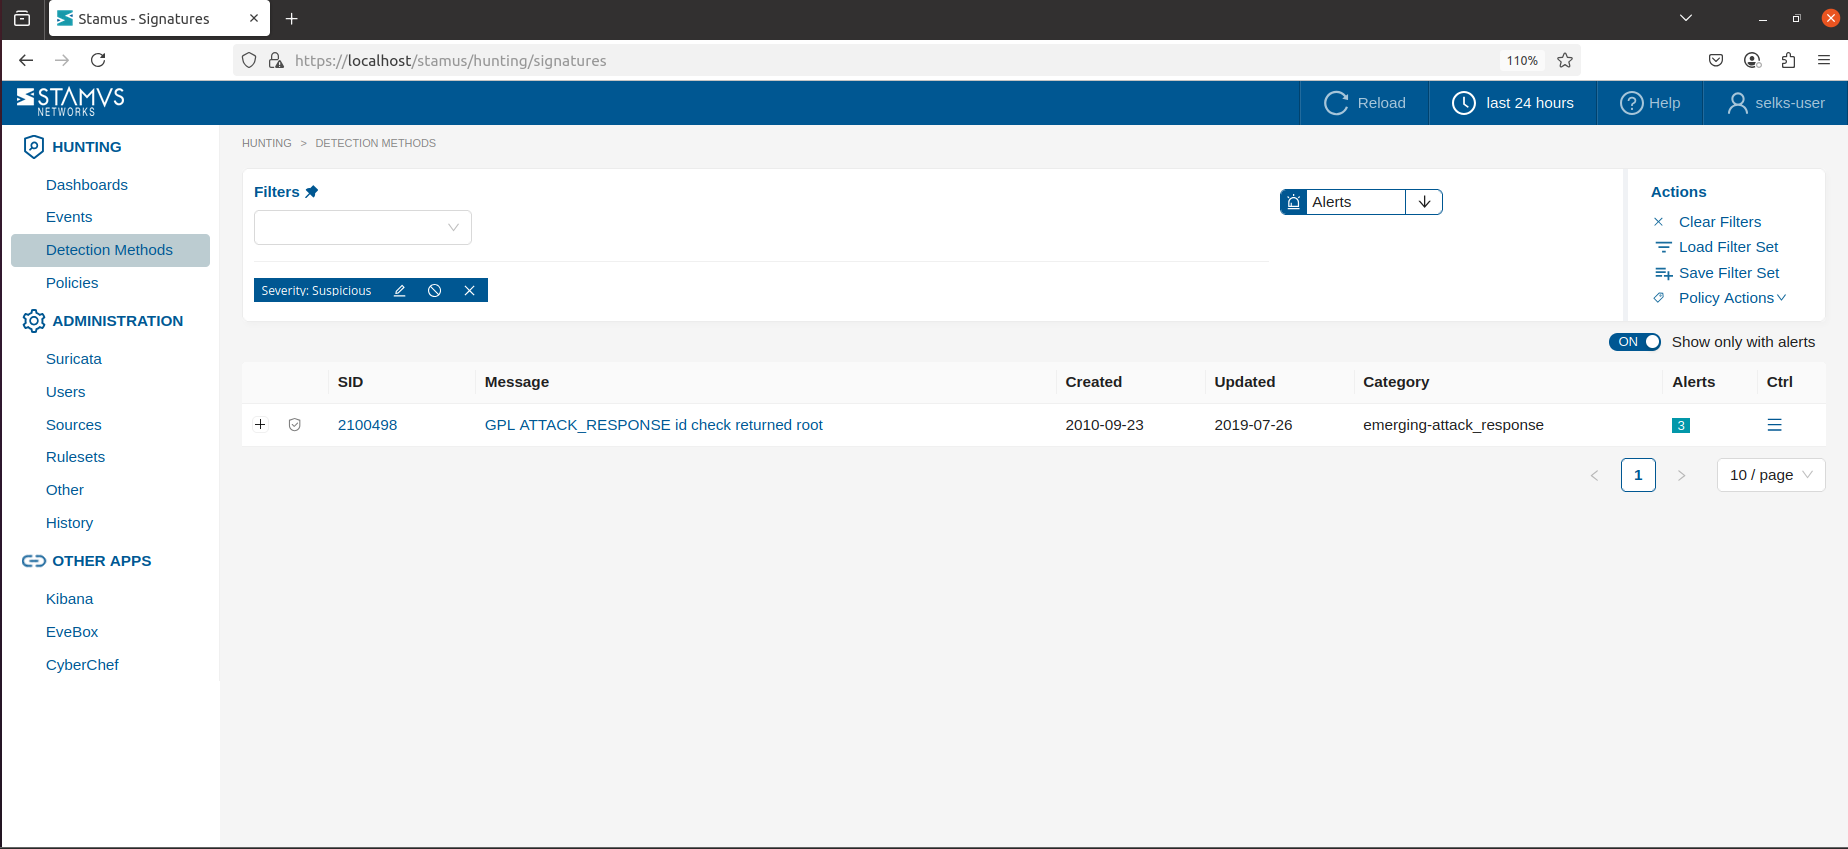 Stamus - Signatures
https://localhost/stamus/hunting/signatures
110%
STAMVS
NETWORKS
Reload
last 24 hours
Help
selks-user
HUNTING
Dashboards
Events
Detection Methods
Policies
ADMINISTRATION
Suricata
Users
Sources
Rulesets
Other
History
OTHER APPS
Kibana
EveBox
CyberChef
HUNTING > DETECTION METHODS
Filters
Alerts
Severity: Suspicious
Actions
Clear Filters
Load Filter Set
Save Filter Set
Policy Actions
ON Show only with alerts
SID Message Created Updated Category Alerts Ctrl
2100498 GPL ATTACK_RESPONSE id check returned root 2010-09-23 2019-07-26 emerging-attack_response 3
1
10 / page